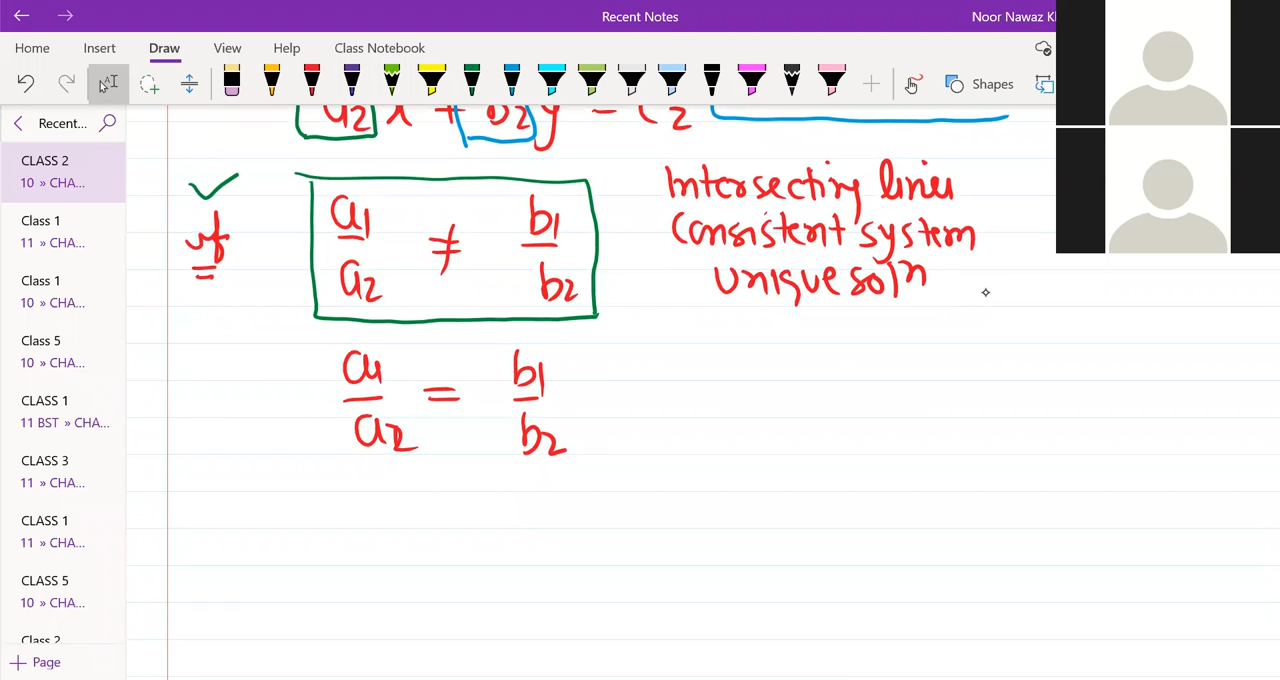 Recent Notes
Noor Nawaz Kh
Home Insert Draw View Help Class Notebook
Shapes
Recent...
CLASS 2
10 » CHA...
Class 1
11 » CHA...
Class 1
10 » CHA...
Class 5
10 » CHA...
CLASS 1
11 BST » CHA...
CLASS 3
11 » CHA...
CLASS 1
11 » CHA...
CLASS 5
10 » CHA...
Class 2
Page
a2 x + b2 y = c2
if a1/a2 ≠ b1/b2
Intersecting lines
Consistent system
unique soln
a1/a2 = b1/b2